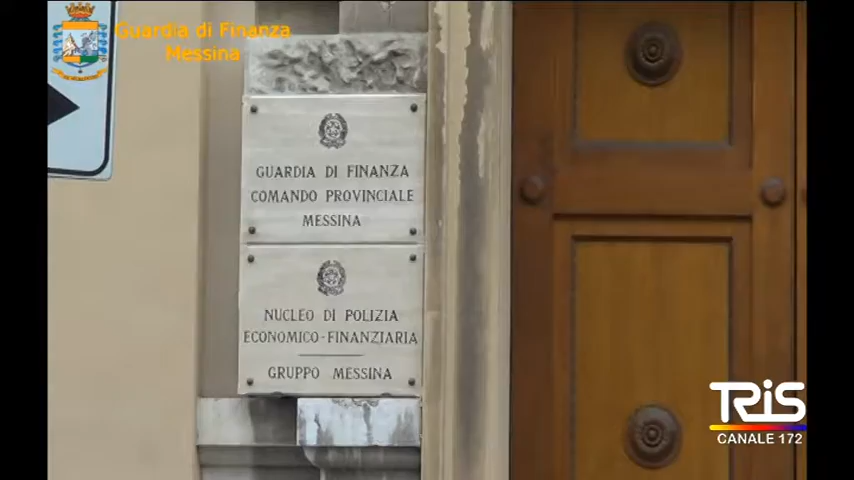 Guardia di Finanza
Messina
GUARDIA DI FINANZA
COMANDO PROVINCIALE
MESSINA
NUCLEO DI POLIZIA
ECONOMICO-FINANZIARIA
GRUPPO MESSINA
TRIS
CANALE 172